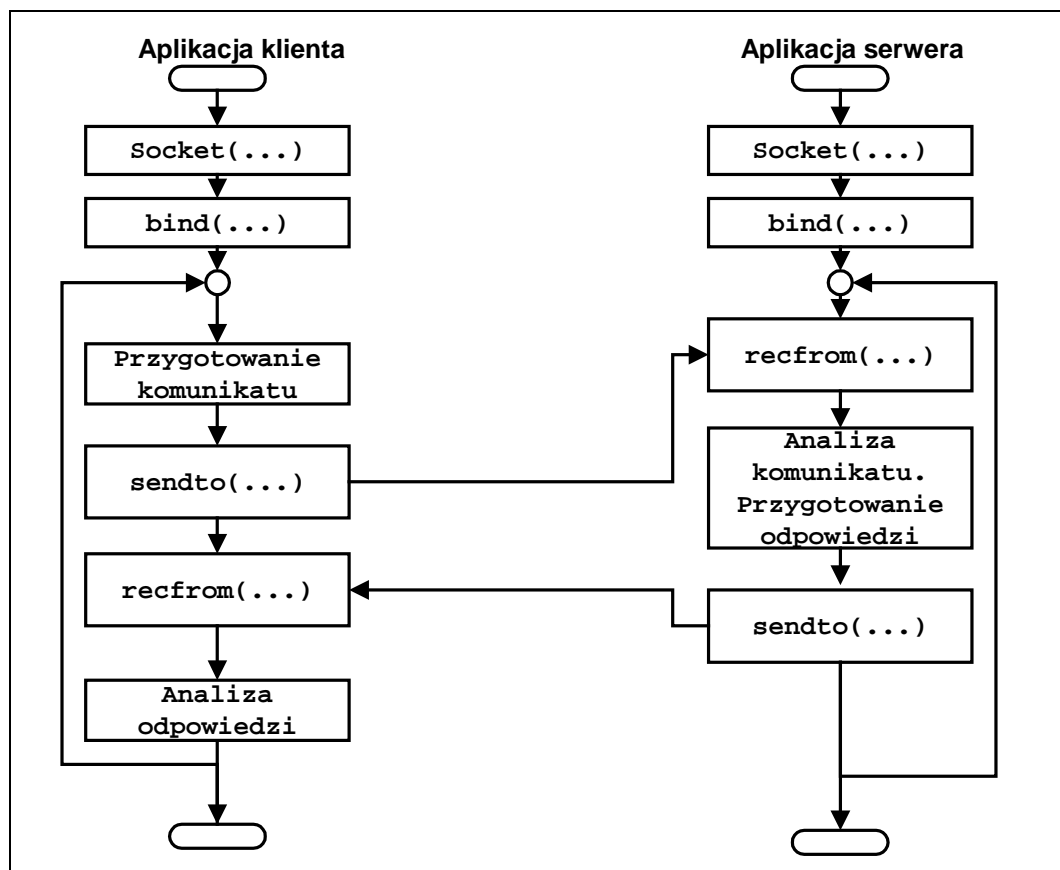 Aplikacja klienta
Socket(...)
bind(...)
Przygotowanie
komunikatu
sendto(...)
recfrom(...)
Analiza
odpowiedzi
Aplikacja serwera
Socket(...)
bind(...)
recfrom(...)
Analiza
komunikatu.
Przygotowanie
odpowiedzi
sendto(...)